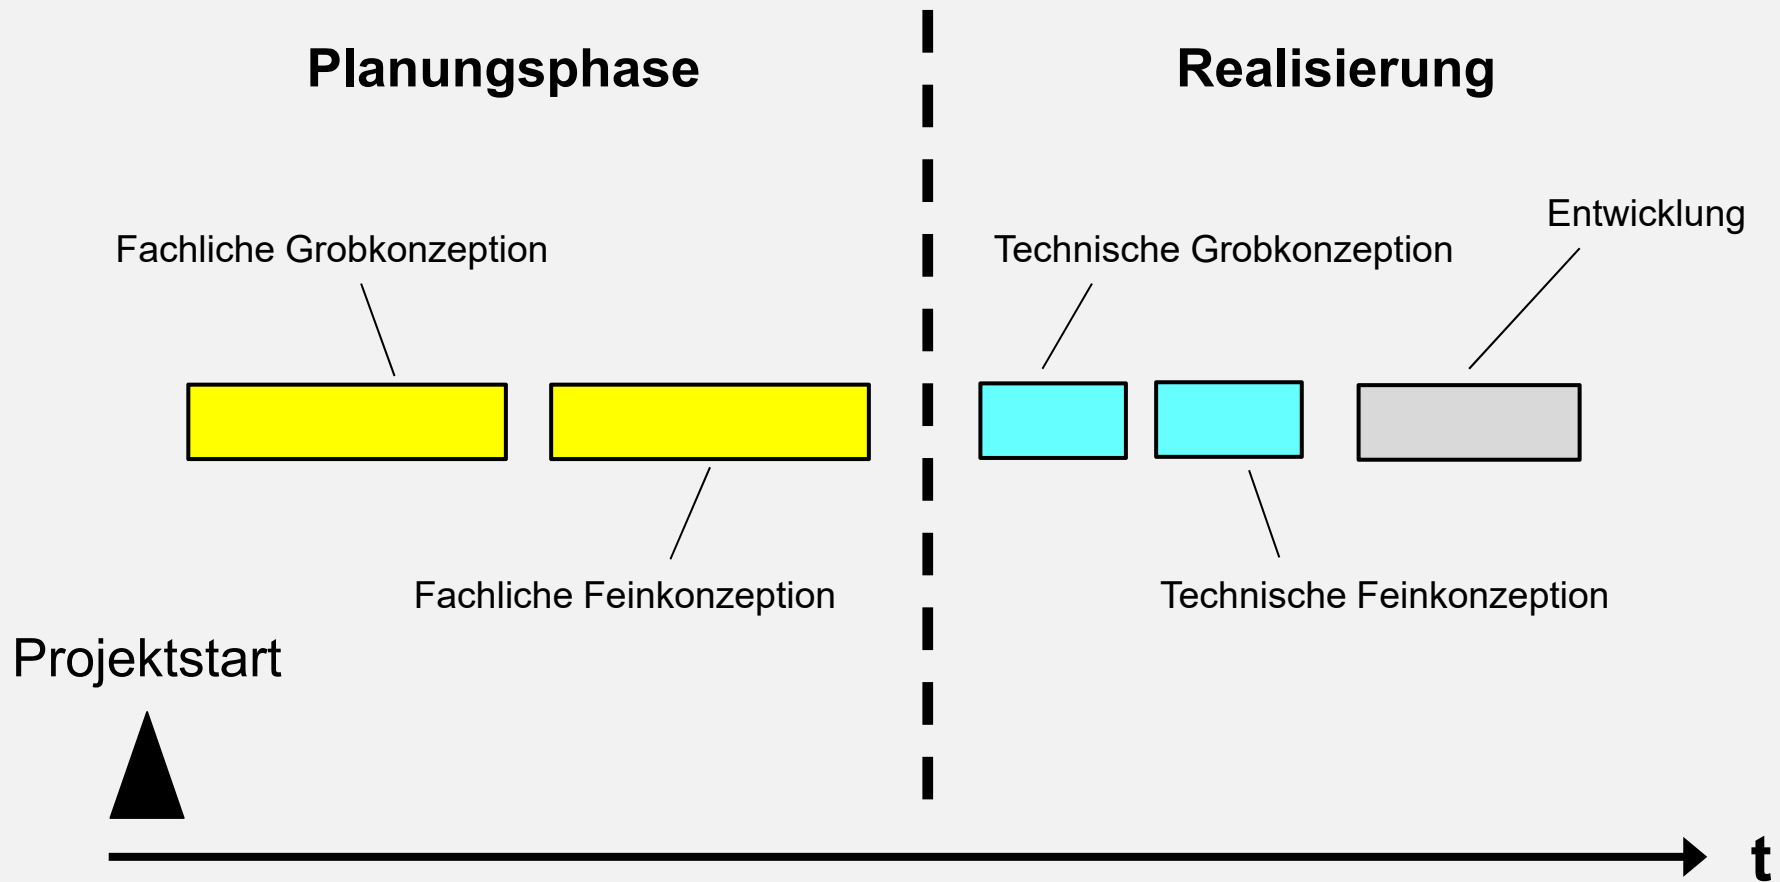 Planungsphase
Realisierung
Entwicklung
Fachliche Grobkonzeption
Technische Grobkonzeption
Fachliche Feinkonzeption
Technische Feinkonzeption
Projektstart
t